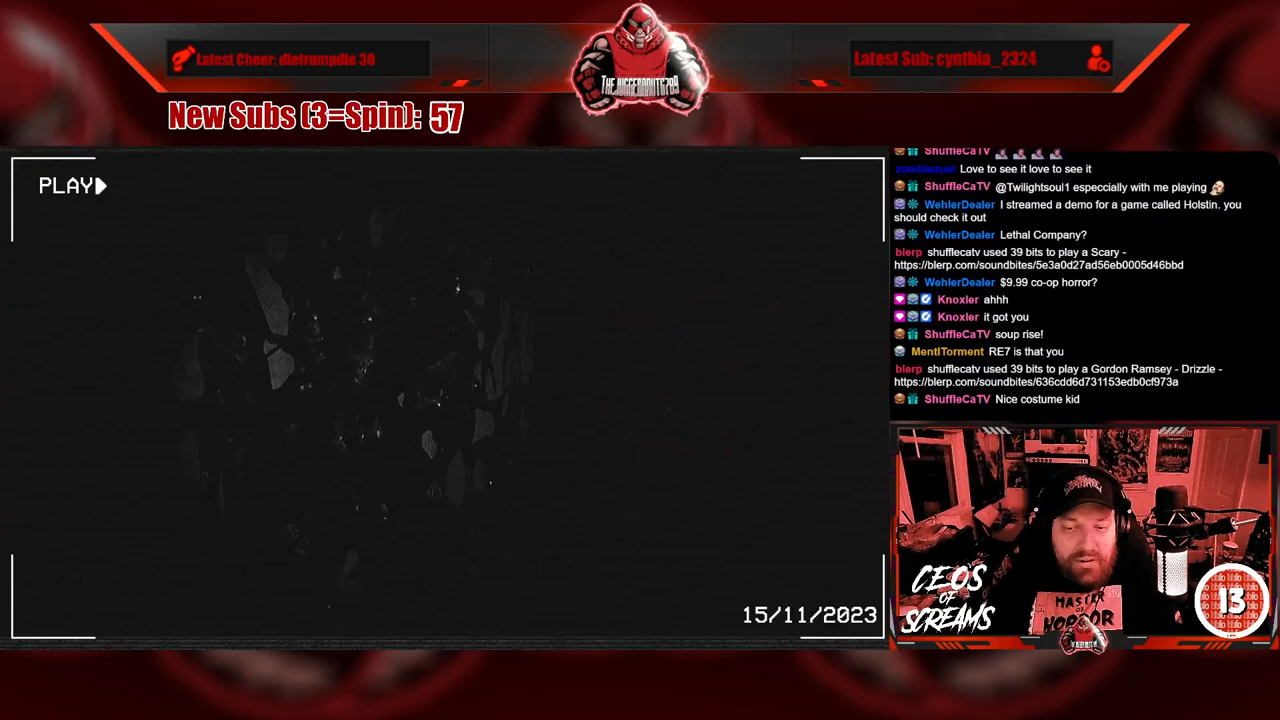 Latest Cheer: dietrumpdie 30
THEJUGGERNAUT6789
Latest Sub: cynthia_2324
New Subs (3=Spin): 57
PLAY
15/11/2023
ShuffleCaTV
zombiezuel Love to see it love to see it
ShuffleCaTV @Twilightsoul1 especcially with me playing
WehlerDealer I streamed a demo for a game called Holstin. you
should check it out
WehlerDealer Lethal Company?
blerp shufflecatv used 39 bits to play a Scary -
https://blerp.com/soundbites/5e3a0d27ad56eb0005d46bbd
WehlerDealer $9.99 co-op horror?
Knoxler ahhh
Knoxler it got you
ShuffleCaTV soup rise!
MentlTorment RE7 is that you
blerp shufflecatv used 39 bits to play a Gordon Ramsey - Drizzle -
https://blerp.com/soundbites/636cdd6d731153edb0cf973a
ShuffleCaTV Nice costume kid
CEOS
OF
SCREAMS
MASTER
OF
HORROR
13